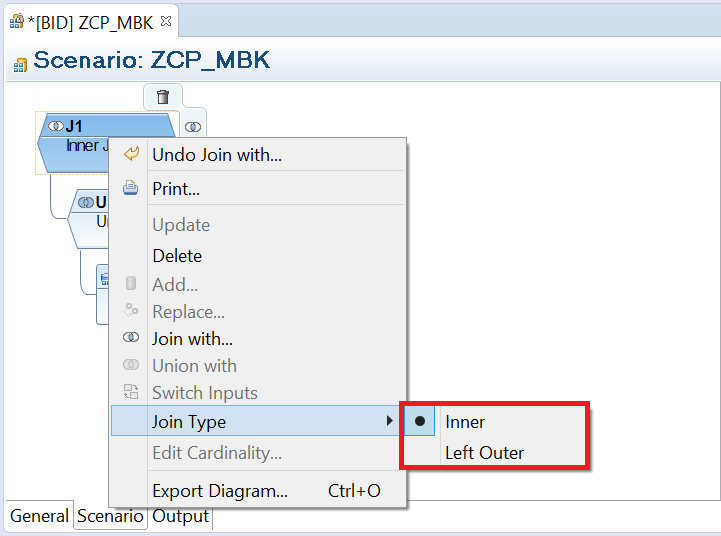 *[BID] ZCP_MBK
Scenario: ZCP_MBK
J1
Inner J
U
Un
Undo Join with...
Print...
Update
Delete
Add...
Replace...
Join with...
Union with
Switch Inputs
Join Type
Inner
Left Outer
Edit Cardinality...
Export Diagram... Ctrl+O
General Scenario Output